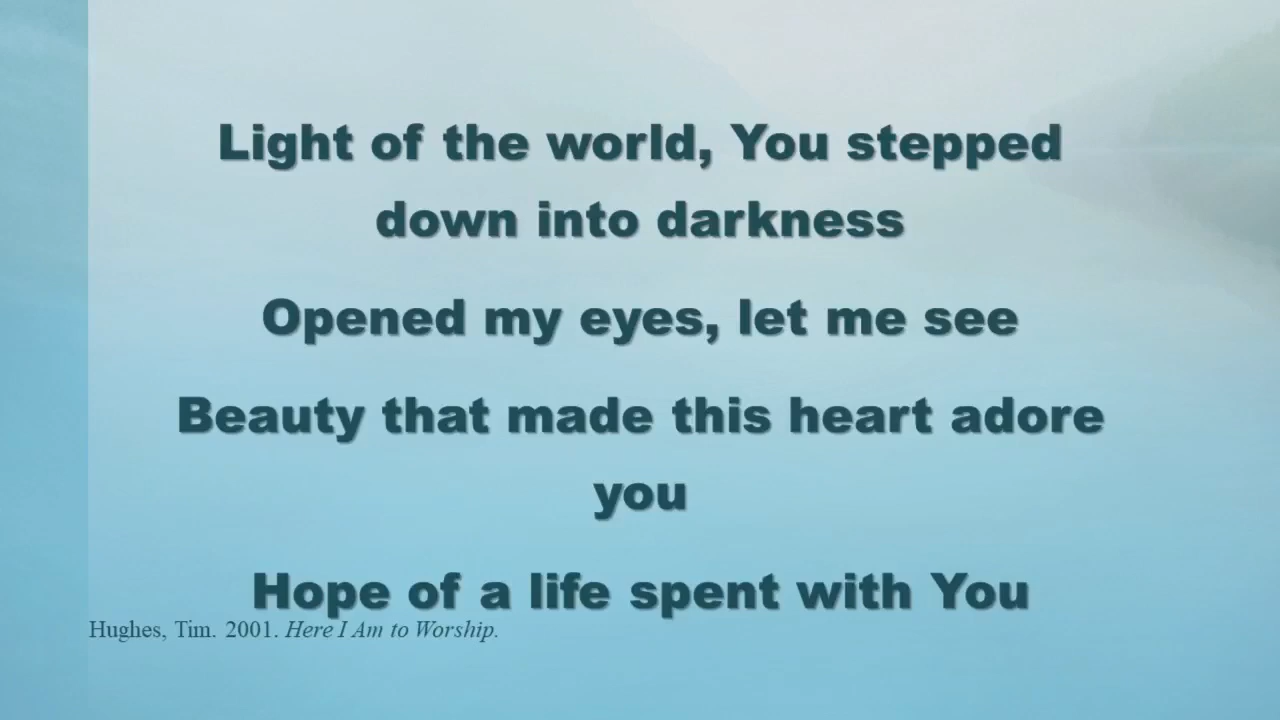 Light of the world, You stepped
down into darkness
Opened my eyes, let me see
Beauty that made this heart adore
you
Hope of a life spent with You
Hughes, Tim. 2001. Here I Am to Worship.